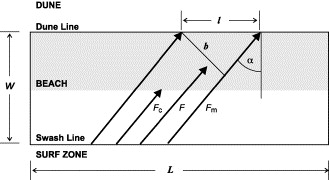 DUNE
Dune Line
l
b
α
W
BEACH
Fc
F
Fm
Swash Line
SURF ZONE
L